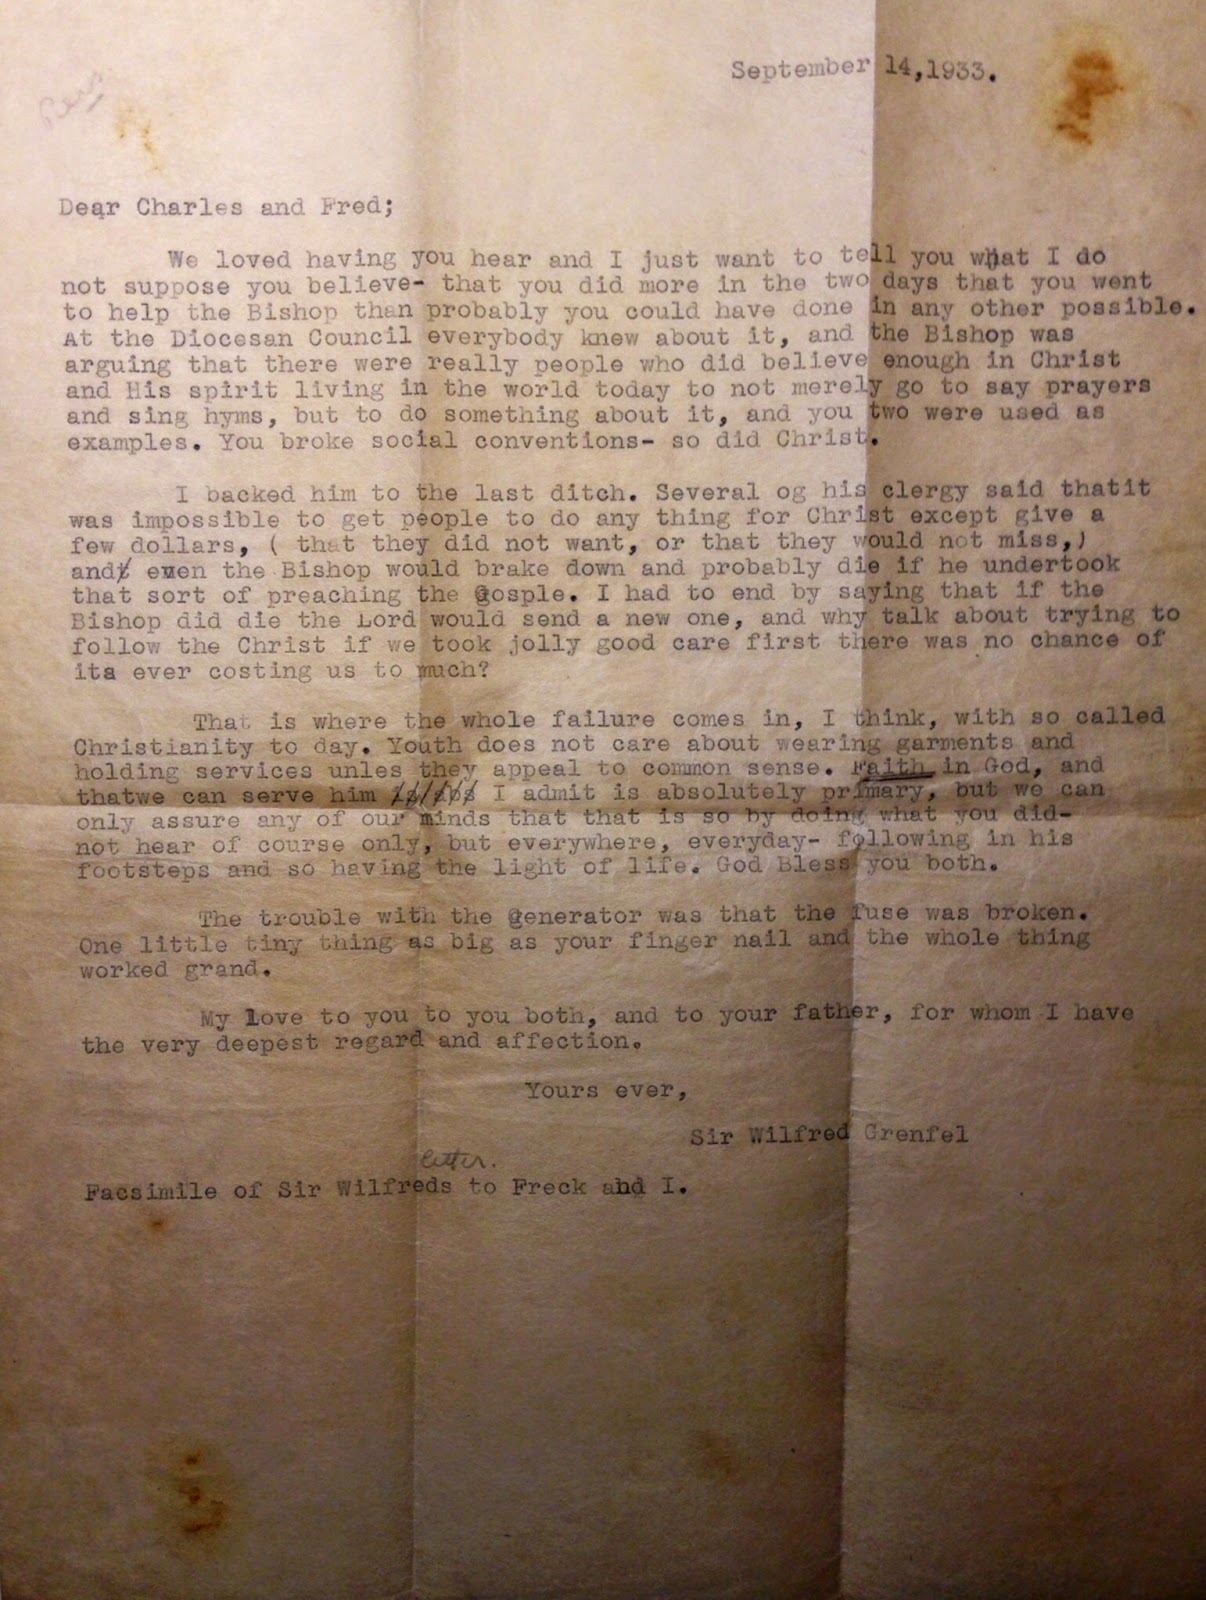 September 14,1933.
Dear Charles and Fred;
We loved having you hear and I just want to tell you what I do
not suppose you believe- that you did more in the two days that you went
to help the Bishop than probably you could have done in any other possible.
At the Diocesan Council everybody knew about it, and the Bishop was
arguing that there were really people who did believe enough in Christ
and His spirit living in the world today to not merely go to say prayers
and sing hyms, but to do something about it, and you two were used as
examples. You broke social conventions- so did Christ.
I backed him to the last ditch. Several og his clergy said thatit
was impossible to get people to do any thing for Christ except give a
few dollars, ( that they did not want, or that they would not miss,)
and even the Bishop would brake down and probably die if he undertook
that sort of preaching the gosple. I had to end by saying that if the
Bishop did die the Lord would send a new one, and why talk about trying to
follow the Christ if we took jolly good care first there was no chance of
its ever costing us to much?
That is where the whole failure comes in, I think, with so called
Christianity to day. Youth does not care about wearing garments and
holding services unles they appeal to common sense. Faith in God, and
thatwe can serve him I admit is absolutely primary, but we can
only assure any of our minds that that is so by doing what you did-
not hear of course only, but everywhere, everyday- following in his
footsteps and so having the light of life. God Bless you both.
The trouble with the generator was that the fuse was broken.
One little tiny thing as big as your finger nail and the whole thing
worked grand.
My love to you to you both, and to your father, for whom I have
the very deepest regard and affection.
Yours ever,
Sir Wilfred Grenfel
letter.
Facsimile of Sir Wilfreds to Freck and I.